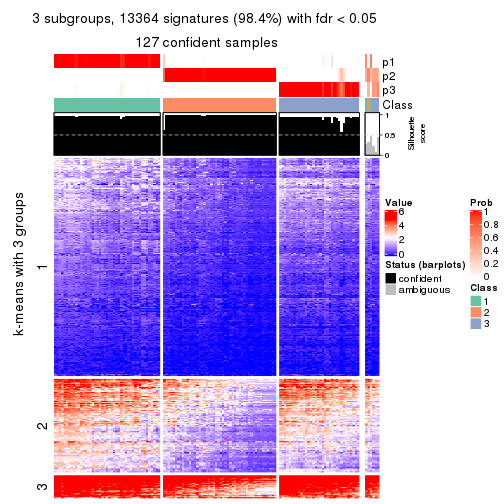 3 subgroups, 13364 signatures (98.4%) with fdr < 0.05
127 confident samples
p1
p2
p3
Class
1
0.5
0
Silhouette
score
k-means with 3 groups
1
2
3
Value
6
4
2
0
Status (barplots)
confident
ambiguous
Prob
1
0.8
0.6
0.4
0.2
0
Class
1
2
3